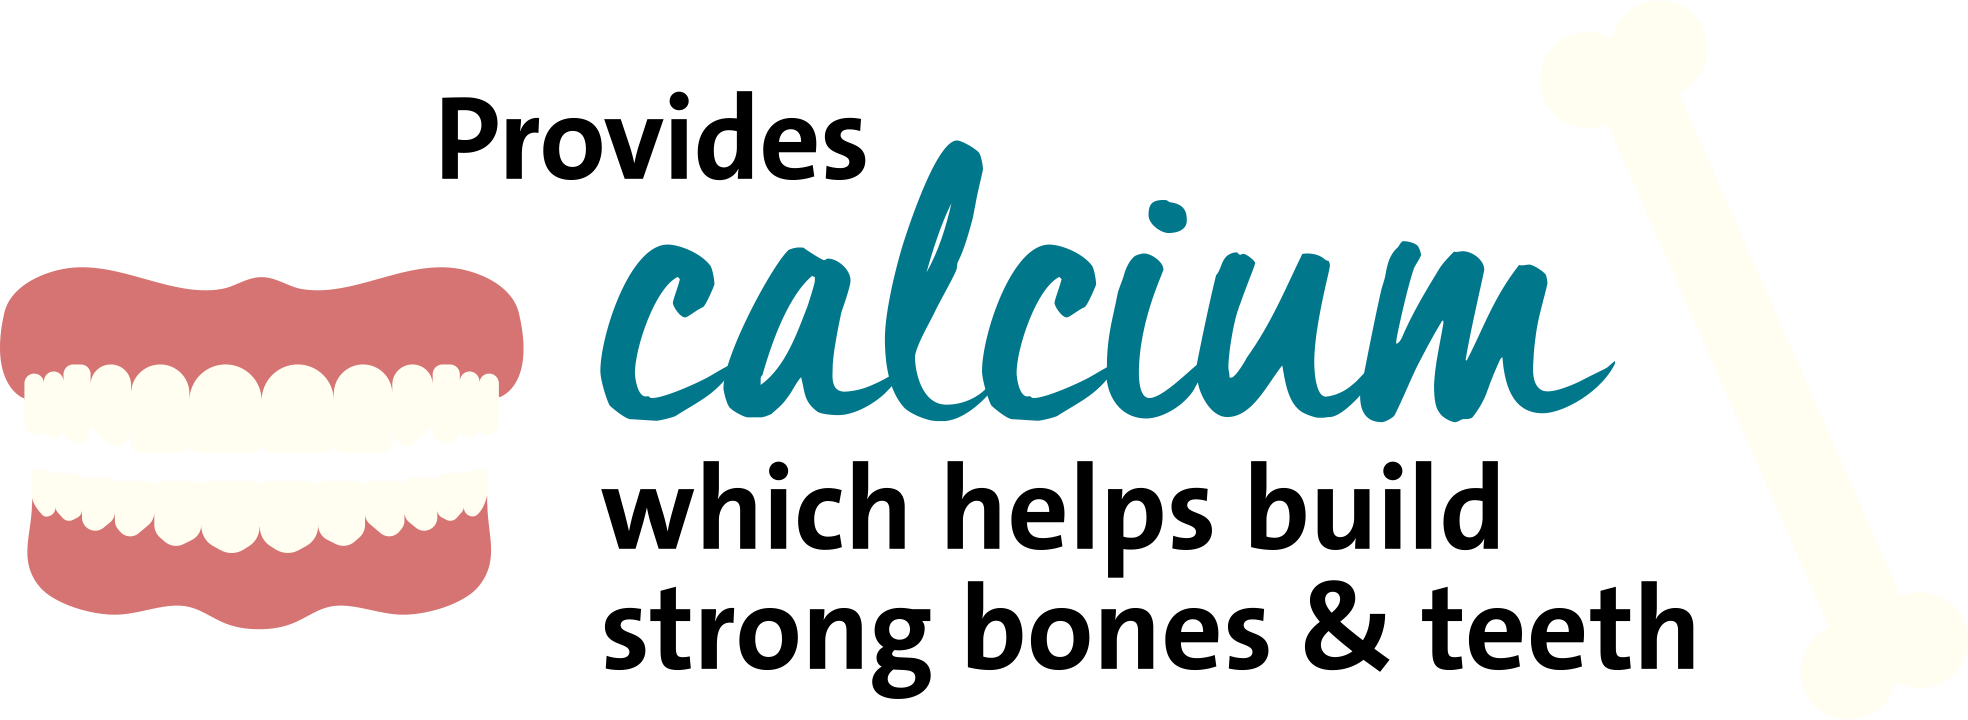 Provides
calcium
which helps build
strong bones & teeth